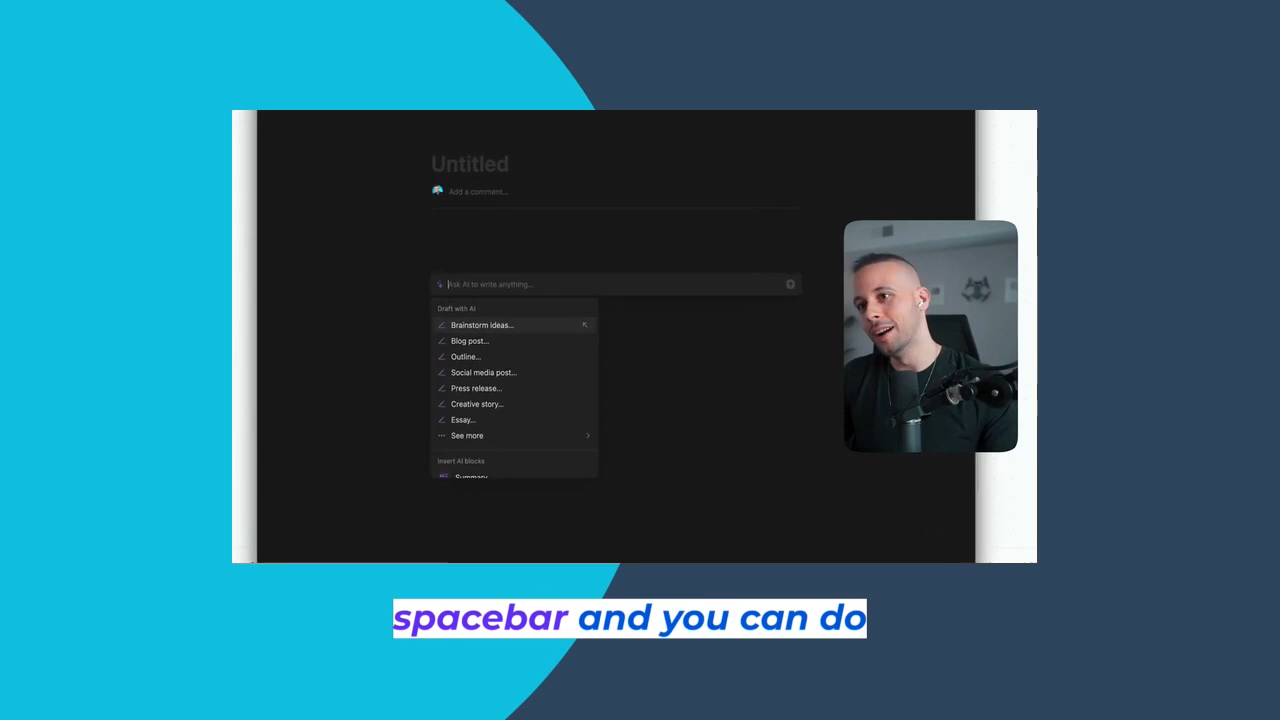 Untitled
Add a comment...
Ask AI to write anything...
Draft with AI
Brainstorm ideas...
Blog post...
Outline...
Social media post...
Press release...
Creative story...
Essay...
See more
Insert AI blocks
Summary
spacebar and you can do